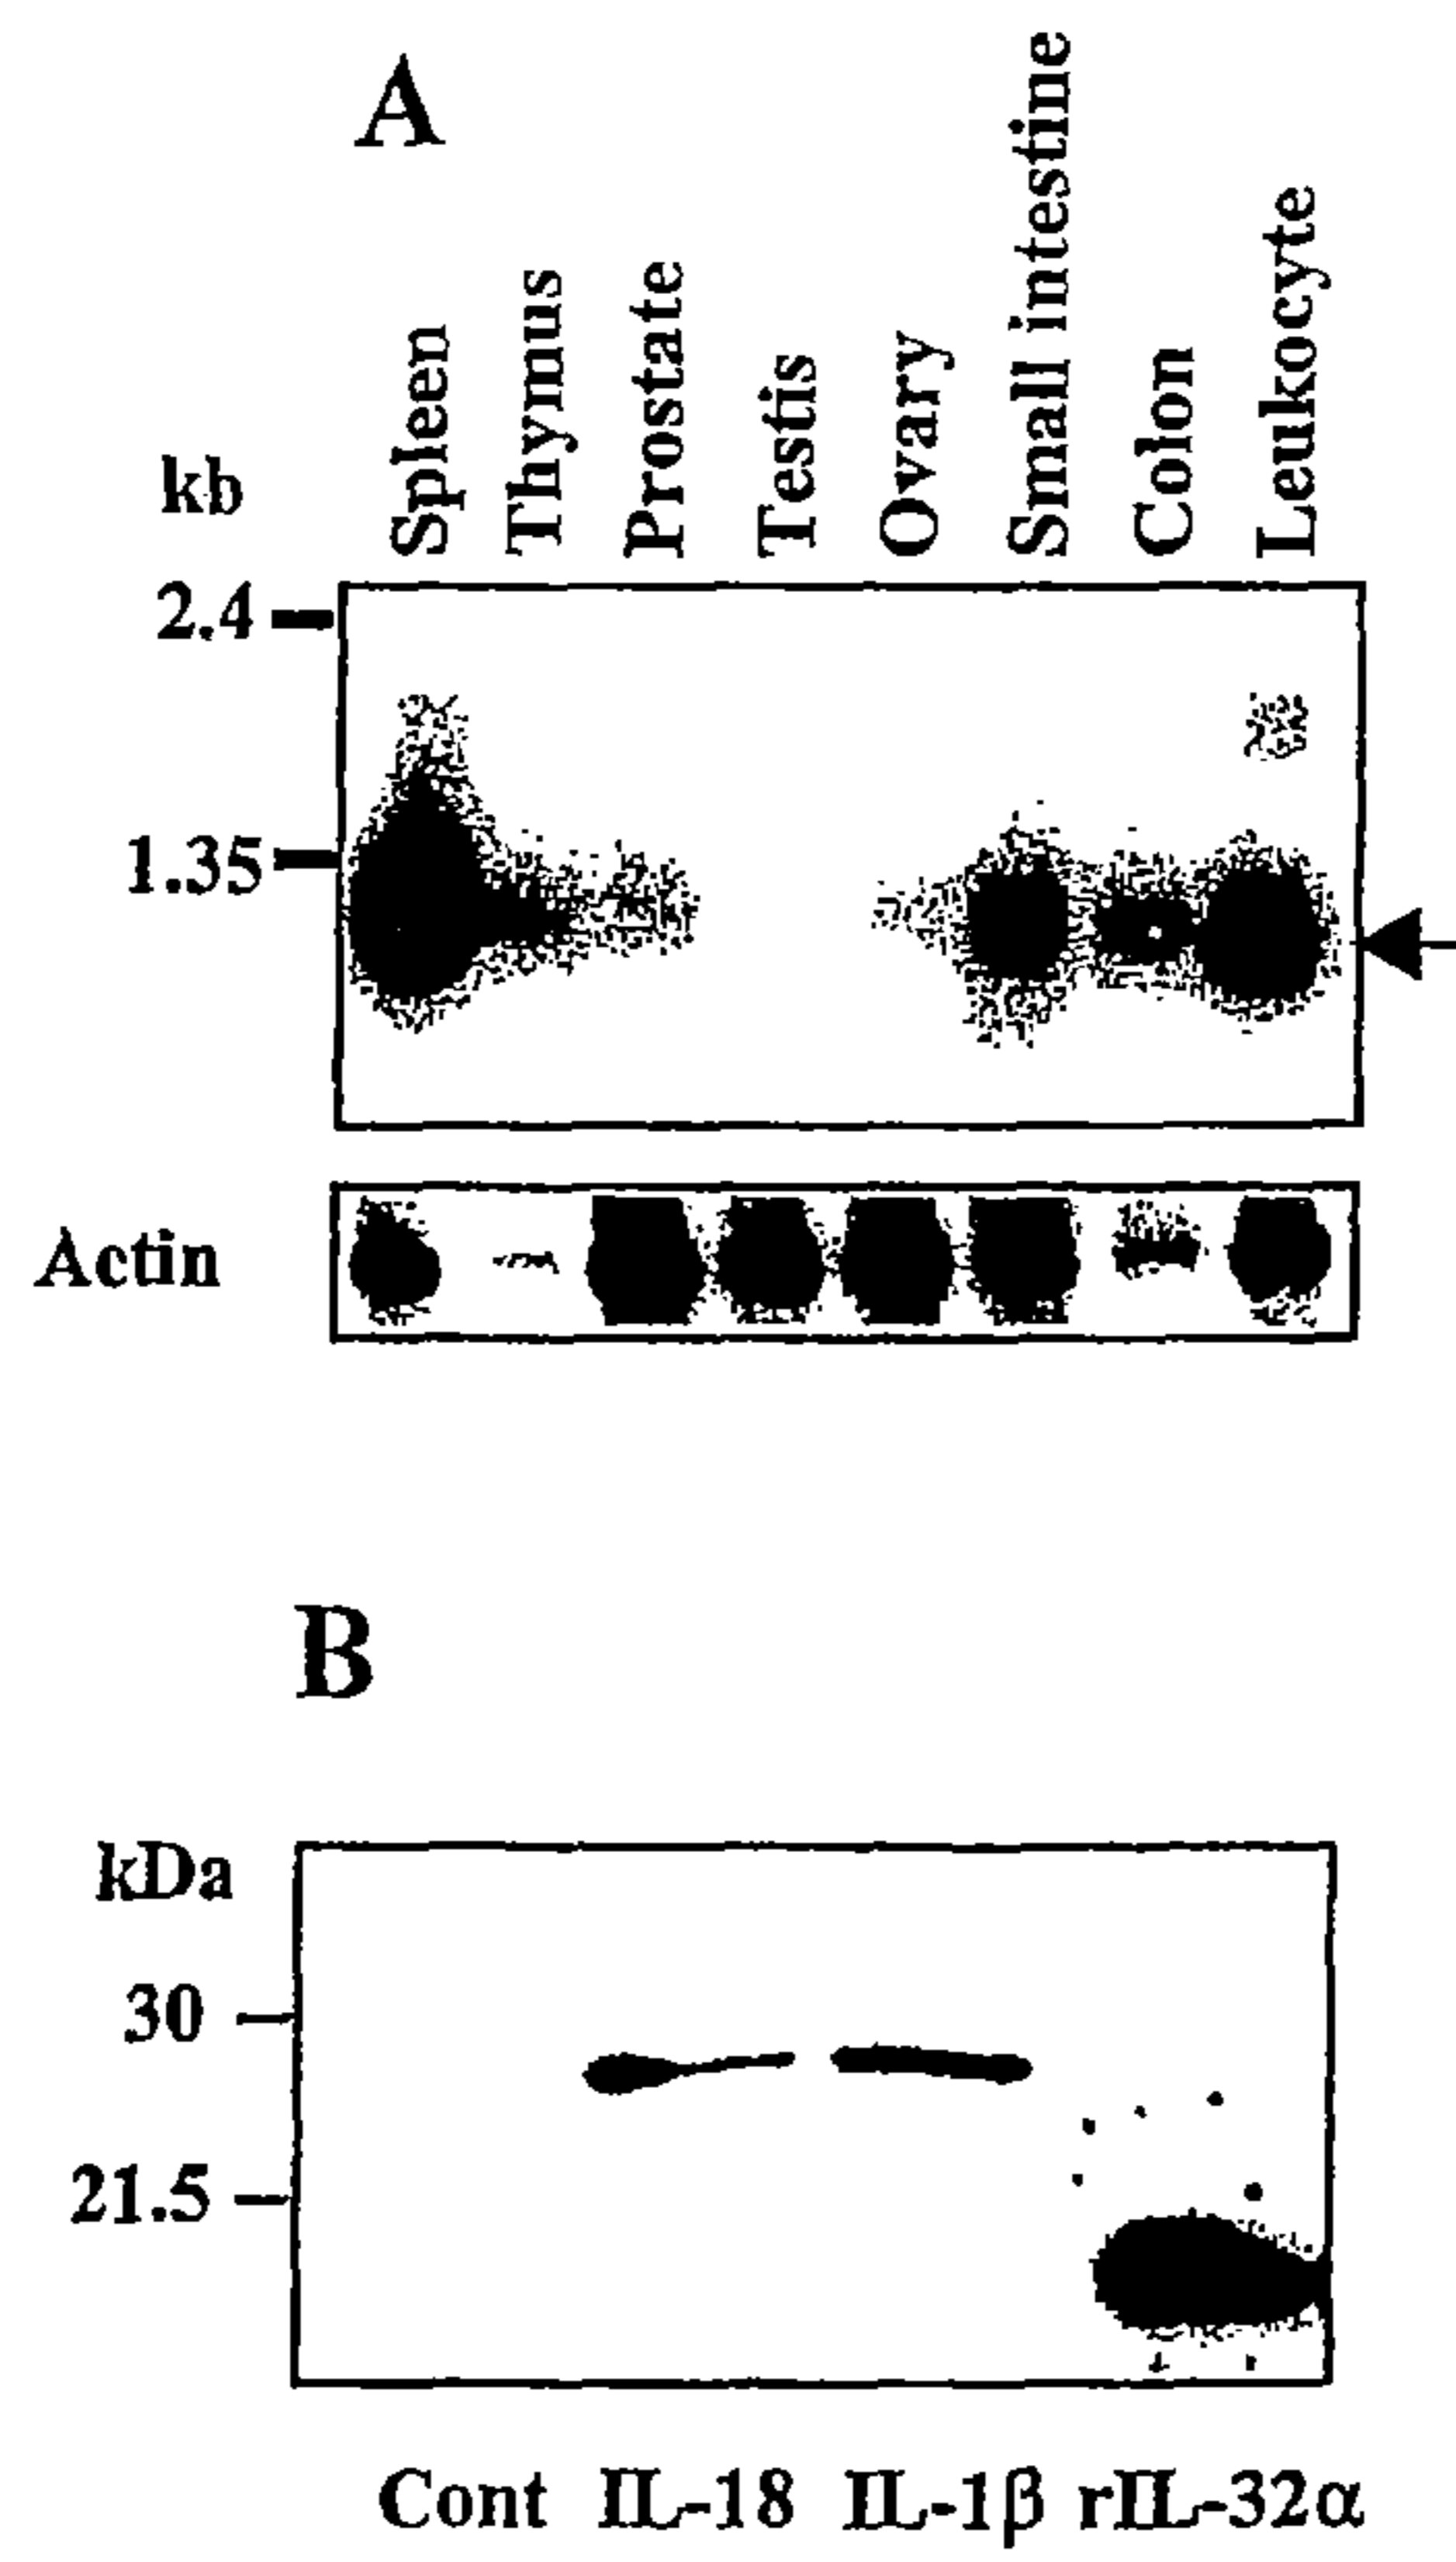 A
Spleen
Thymus
Prostate
Testis
Ovary
Small intestine
Colon
Leukocyte
kb
2.4
1.35
Actin
B
kDa
30
21.5
Cont IL-18 IL-1β rIL-32α